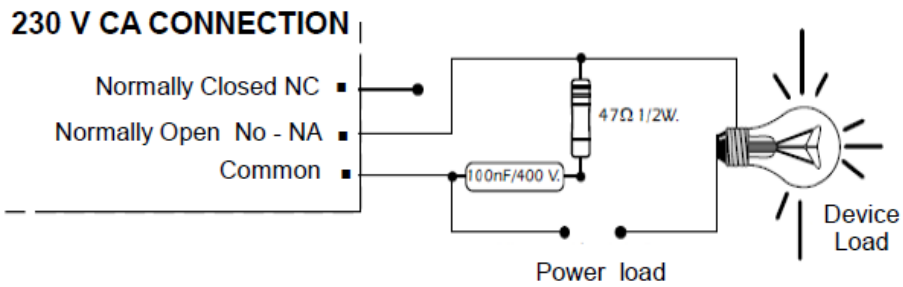 230 V CA CONNECTION
Normally Closed NC
Normally Open No - NA
Common
47Ω 1/2W.
100nF/400 V.
Power load
Device
Load